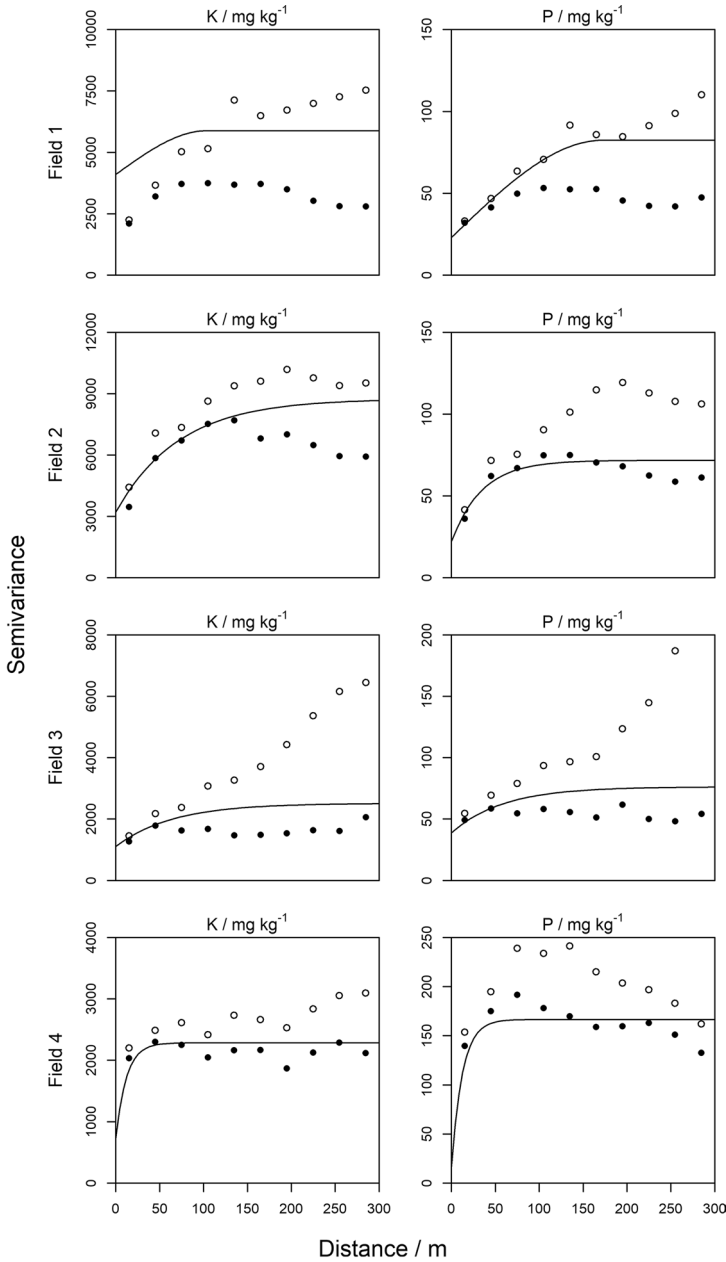 K / mg kg⁻¹
P / mg kg⁻¹
Field 1
0 2500 5000 7500 10000
0 50 100 150
K / mg kg⁻¹
P / mg kg⁻¹
Field 2
0 3000 6000 9000 12000
0 50 100 150
Semivariance
K / mg kg⁻¹
P / mg kg⁻¹
Field 3
0 2000 4000 6000 8000
0 50 100 150 200
K / mg kg⁻¹
P / mg kg⁻¹
Field 4
0 1000 2000 3000 4000
0 50 100 150 200 250
0 50 100 150 200 250 300
0 50 100 150 200 250 300
Distance / m